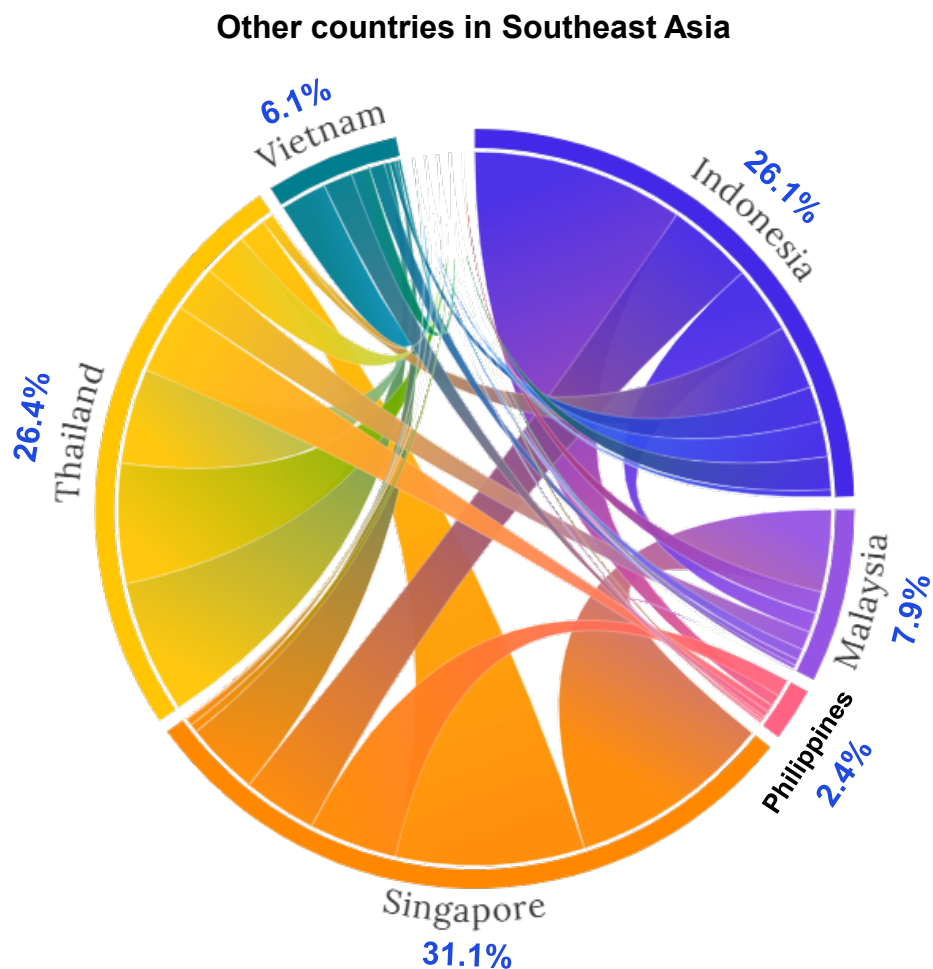 Other countries in Southeast Asia
6.1%
Vietnam
26.1%
Indonesia
26.4%
Thailand
Malaysia
7.9%
Philippines
2.4%
Singapore
31.1%